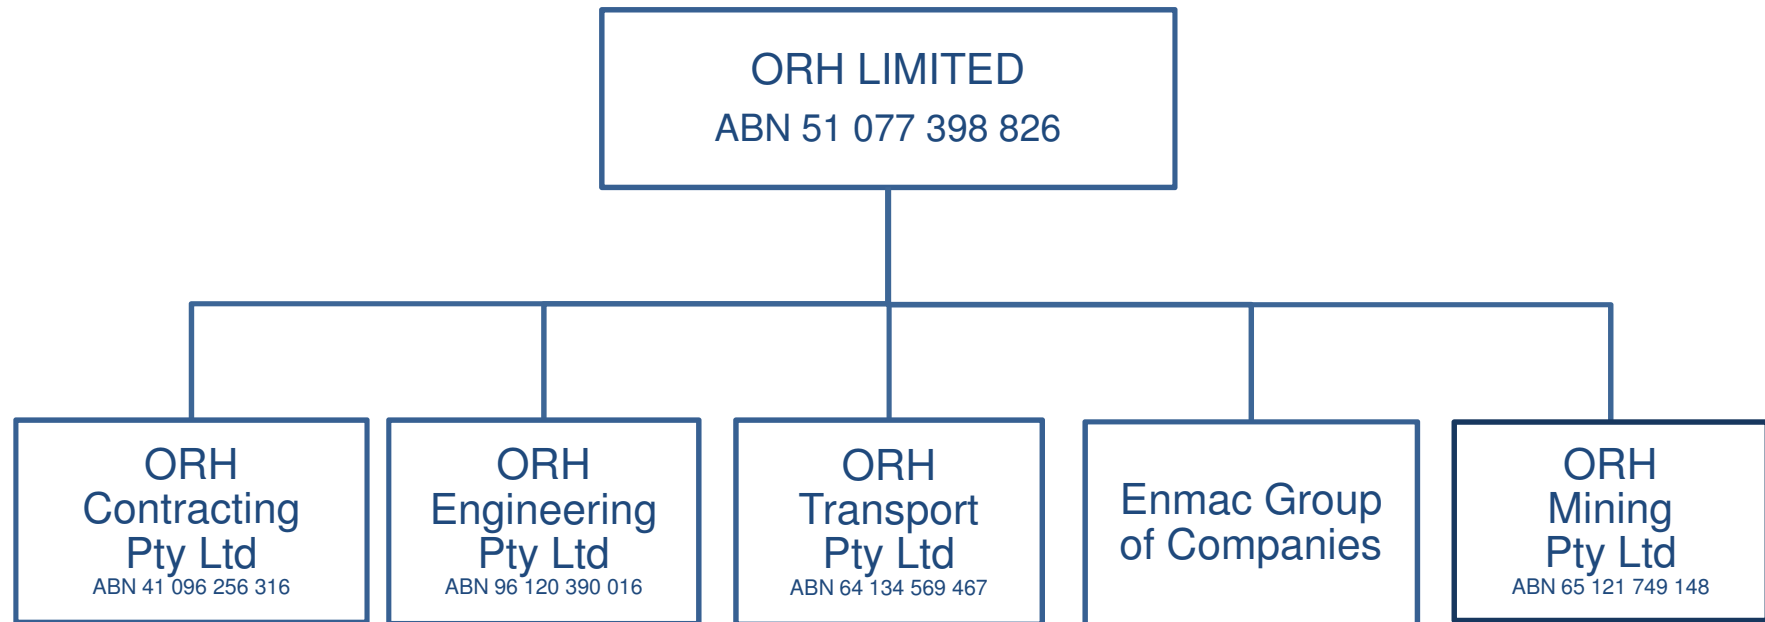 ORH LIMITED
ABN 51 077 398 826
ORH
Contracting
Pty Ltd
ABN 41 096 256 316
ORH
Engineering
Pty Ltd
ABN 96 120 390 016
ORH
Transport
Pty Ltd
ABN 64 134 569 467
Enmac Group
of Companies
ORH
Mining
Pty Ltd
ABN 65 121 749 148